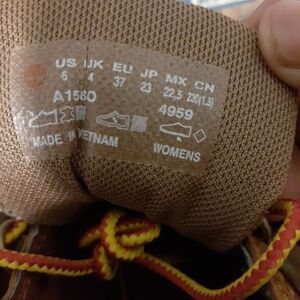 US UK EU JP MX CN
6 4 37 23 22,5 230(1.5)
A1560 4959
MADE IN VIETNAM WOMENS